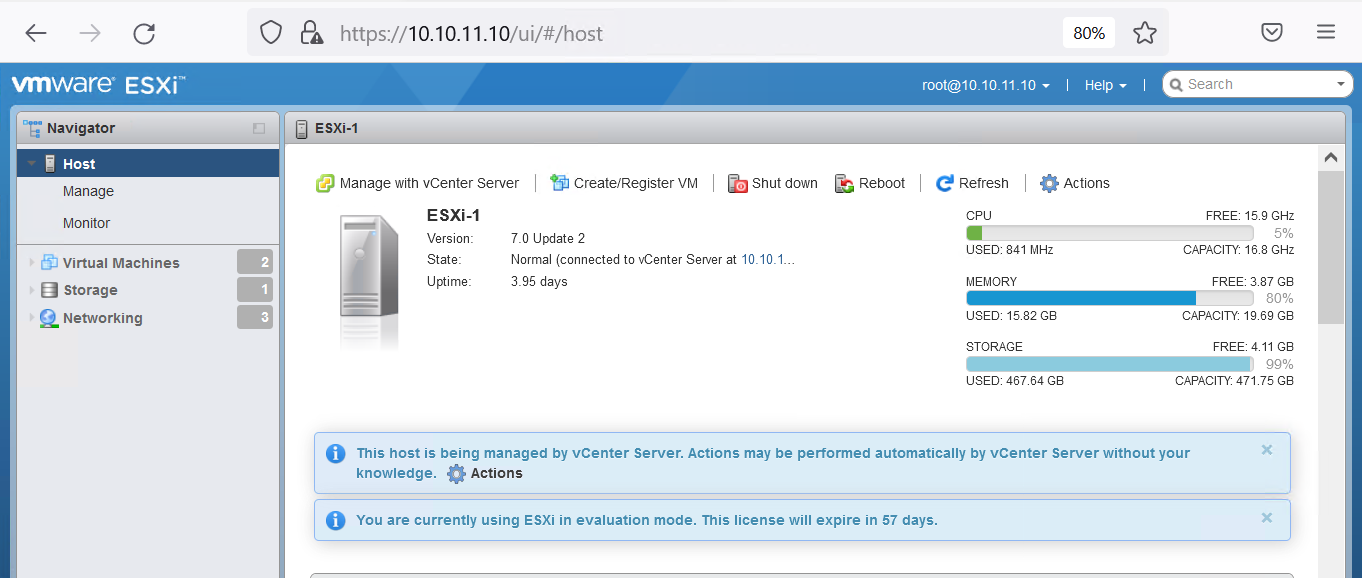 https://10.10.11.10/ui/#/host
80%
vmware ESXi™
root@10.10.11.10
Help
Search
Navigator
ESXi-1
Host
Manage
Monitor
Virtual Machines 2
Storage 1
Networking 3
Manage with vCenter Server
Create/Register VM
Shut down
Reboot
Refresh
Actions
ESXi-1
Version: 7.0 Update 2
State: Normal (connected to vCenter Server at 10.10.1...
Uptime: 3.95 days
CPU FREE: 15.9 GHz
5%
USED: 841 MHz CAPACITY: 16.8 GHz
MEMORY FREE: 3.87 GB
80%
USED: 15.82 GB CAPACITY: 19.69 GB
STORAGE FREE: 4.11 GB
99%
USED: 467.64 GB CAPACITY: 471.75 GB
This host is being managed by vCenter Server. Actions may be performed automatically by vCenter Server without your
knowledge. Actions
You are currently using ESXi in evaluation mode. This license will expire in 57 days.